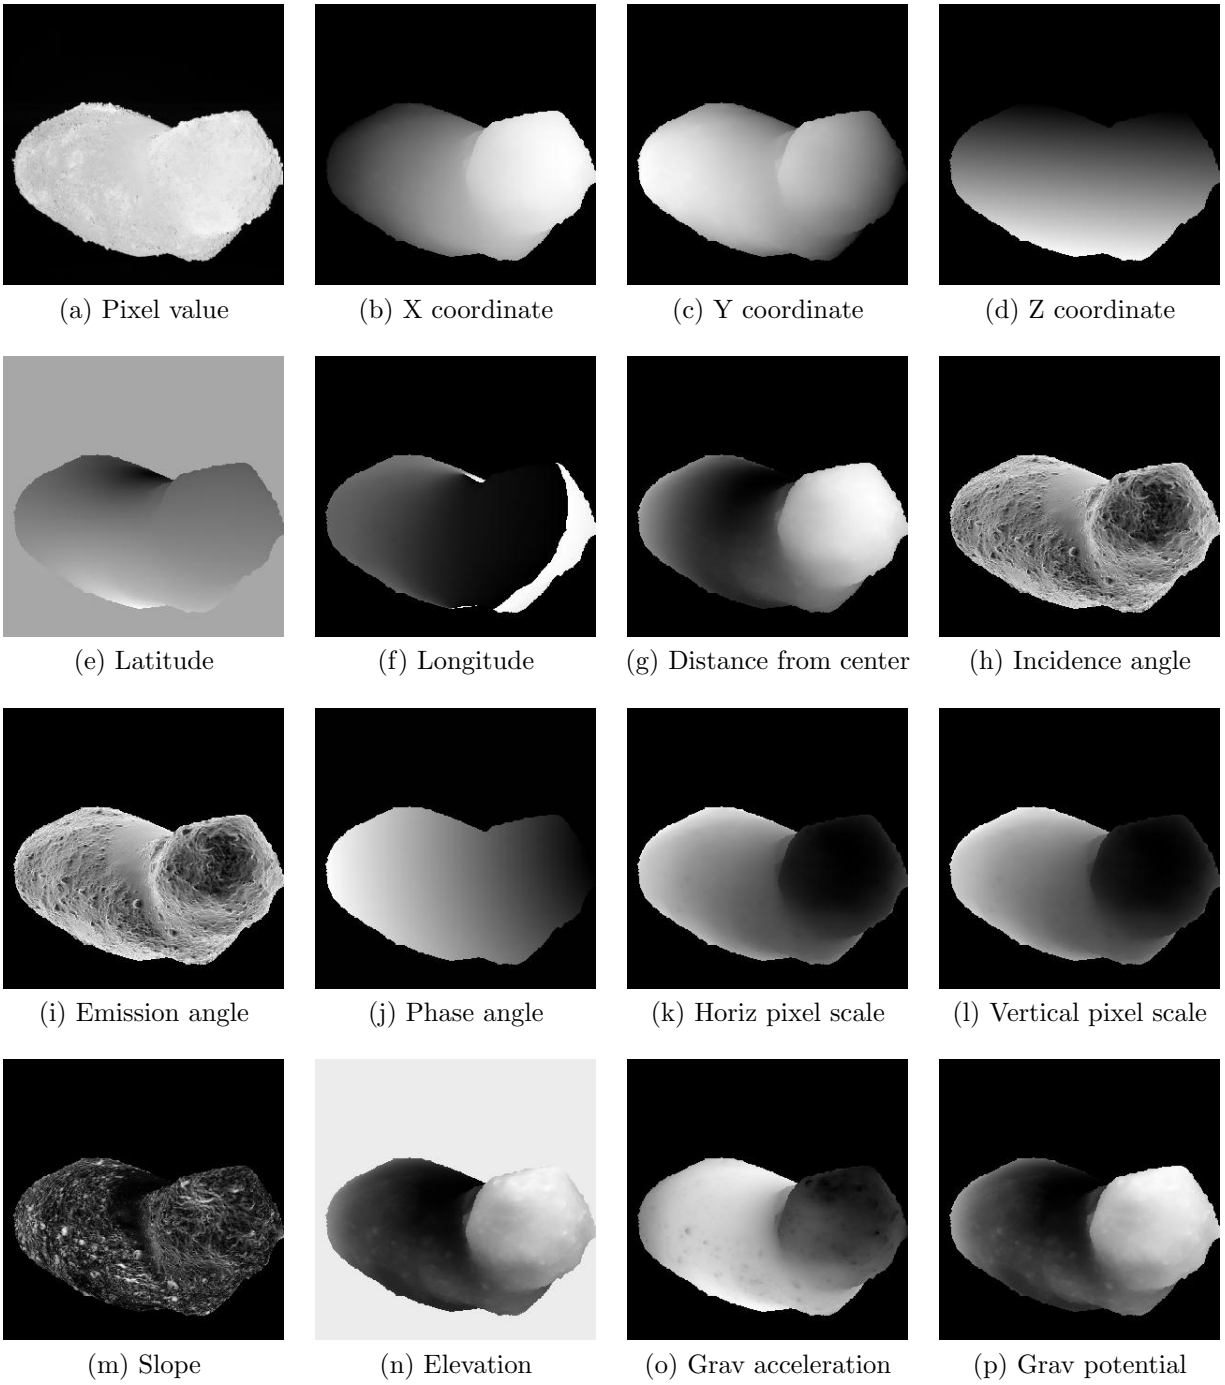 (a) Pixel value
(b) X coordinate
(c) Y coordinate
(d) Z coordinate
(e) Latitude
(f) Longitude
(g) Distance from center
(h) Incidence angle
(i) Emission angle
(j) Phase angle
(k) Horiz pixel scale
(l) Vertical pixel scale
(m) Slope
(n) Elevation
(o) Grav acceleration
(p) Grav potential